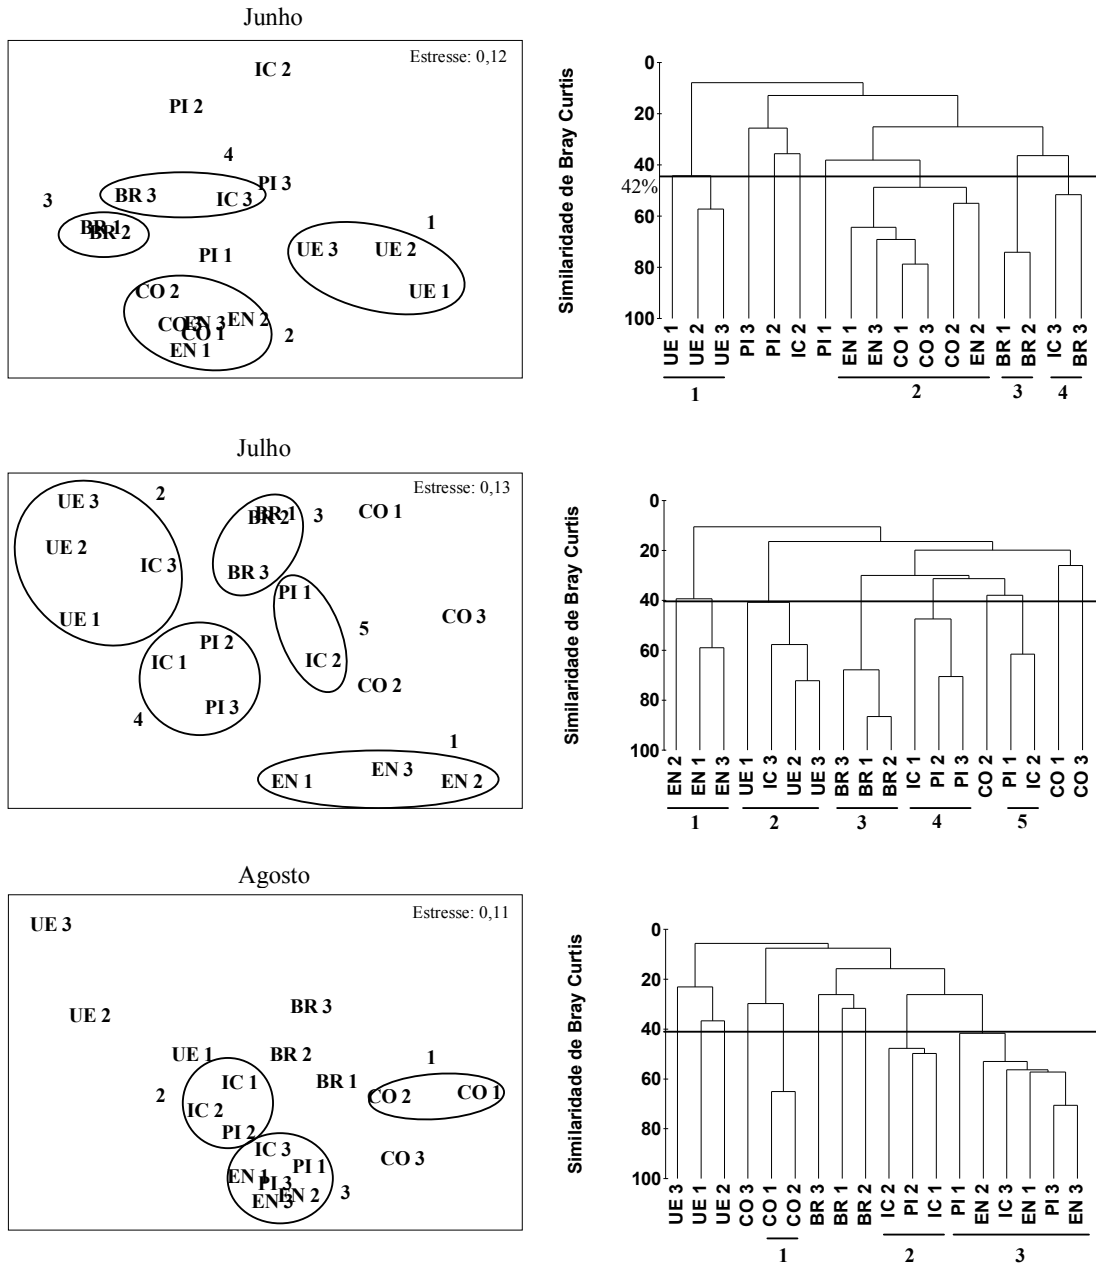 Junho
Estresse: 0,12
IC 2
PI 2
4
PI 3
BR 3
IC 3
3
BR 1
BR 2
1
UE 3
UE 2
UE 1
PI 1
CO 2
CO 3
EN 3
EN 2
CO 1
EN 1
2
Similaridade de Bray Curtis
0
20
40
42%
60
80
100
UE 1
UE 2
UE 3
PI 3
PI 2
IC 2
PI 1
EN 1
EN 3
CO 1
CO 3
CO 2
EN 2
BR 1
BR 2
IC 3
BR 3
1
2
3
4
Julho
Estresse: 0,13
UE 3
2
BR 1
BR 2
3
CO 1
UE 2
IC 3
BR 3
PI 1
UE 1
CO 3
5
PI 2
IC 1
IC 2
CO 2
PI 3
4
1
EN 1
EN 3
EN 2
Similaridade de Bray Curtis
0
20
40
60
80
100
EN 2
EN 1
EN 3
UE 1
IC 3
UE 2
UE 3
BR 3
BR 1
BR 2
IC 1
PI 2
PI 3
CO 2
PI 1
IC 2
CO 1
CO 3
1
2
3
4
5
Agosto
Estresse: 0,11
UE 3
UE 2
BR 3
UE 1
BR 2
1
IC 1
BR 1
CO 2
CO 1
2
IC 2
PI 2
IC 3
CO 3
PI 1
EN 1
PI 3
EN 2
EN 3
3
Similaridade de Bray Curtis
0
20
40
60
80
100
UE 3
UE 1
UE 2
CO 3
CO 1
CO 2
BR 3
BR 1
BR 2
IC 2
PI 2
IC 1
PI 1
EN 2
IC 3
EN 1
PI 3
EN 3
1
2
3